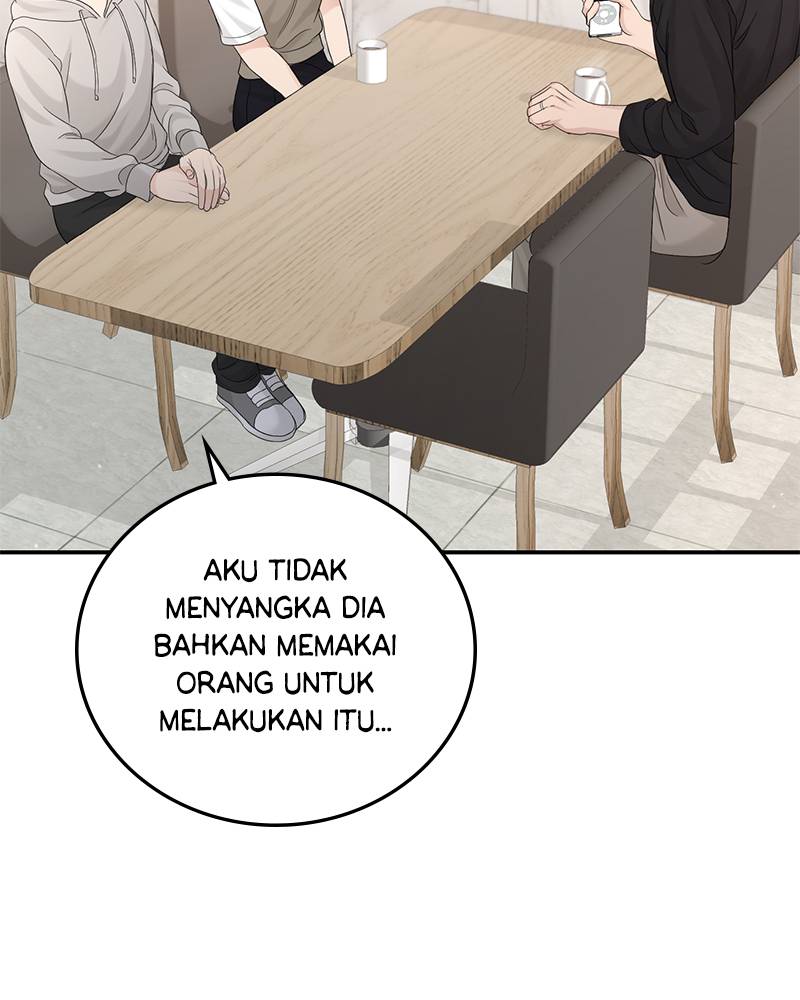 AKU TIDAK
MENYANGKA DIA
BAHKAN MEMAKAI
ORANG UNTUK
MELAKUKAN ITU...